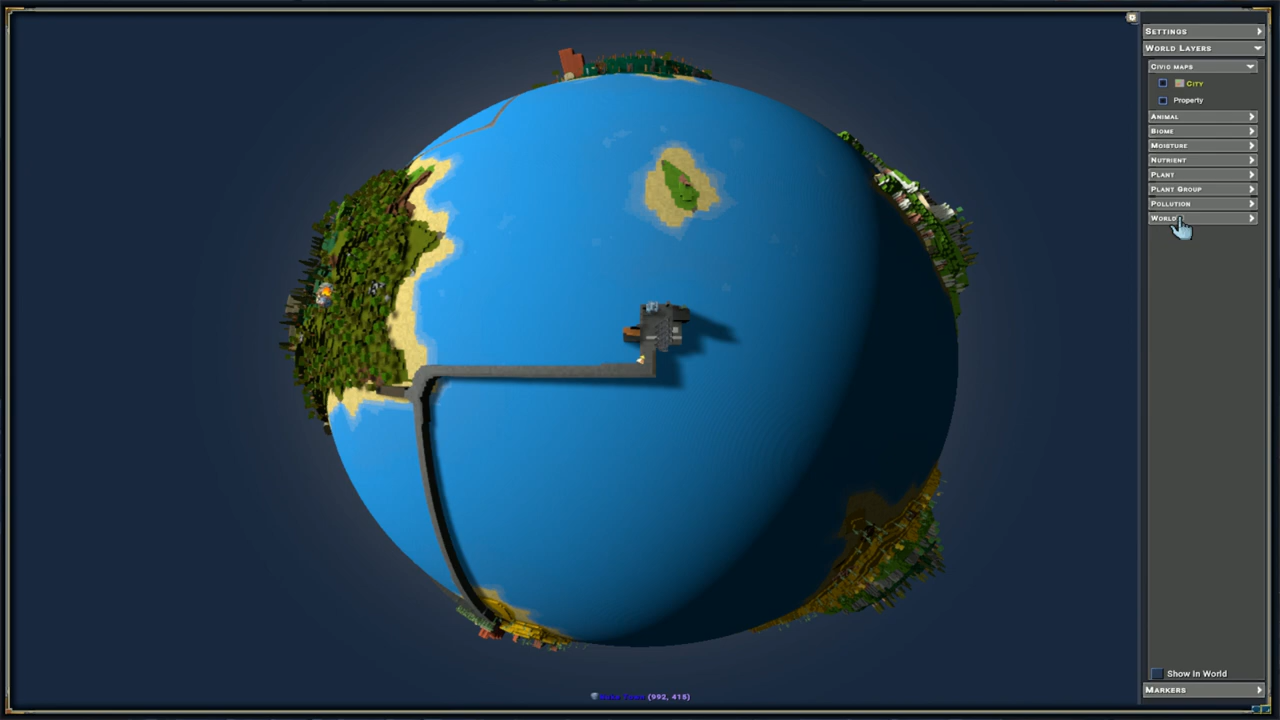 Settings
World Layers
Civic maps
City
Property
Animal
Biome
Moisture
Nutrient
Plant
Plant Group
Pollution
World
Show In World
Markers
(992, 415)